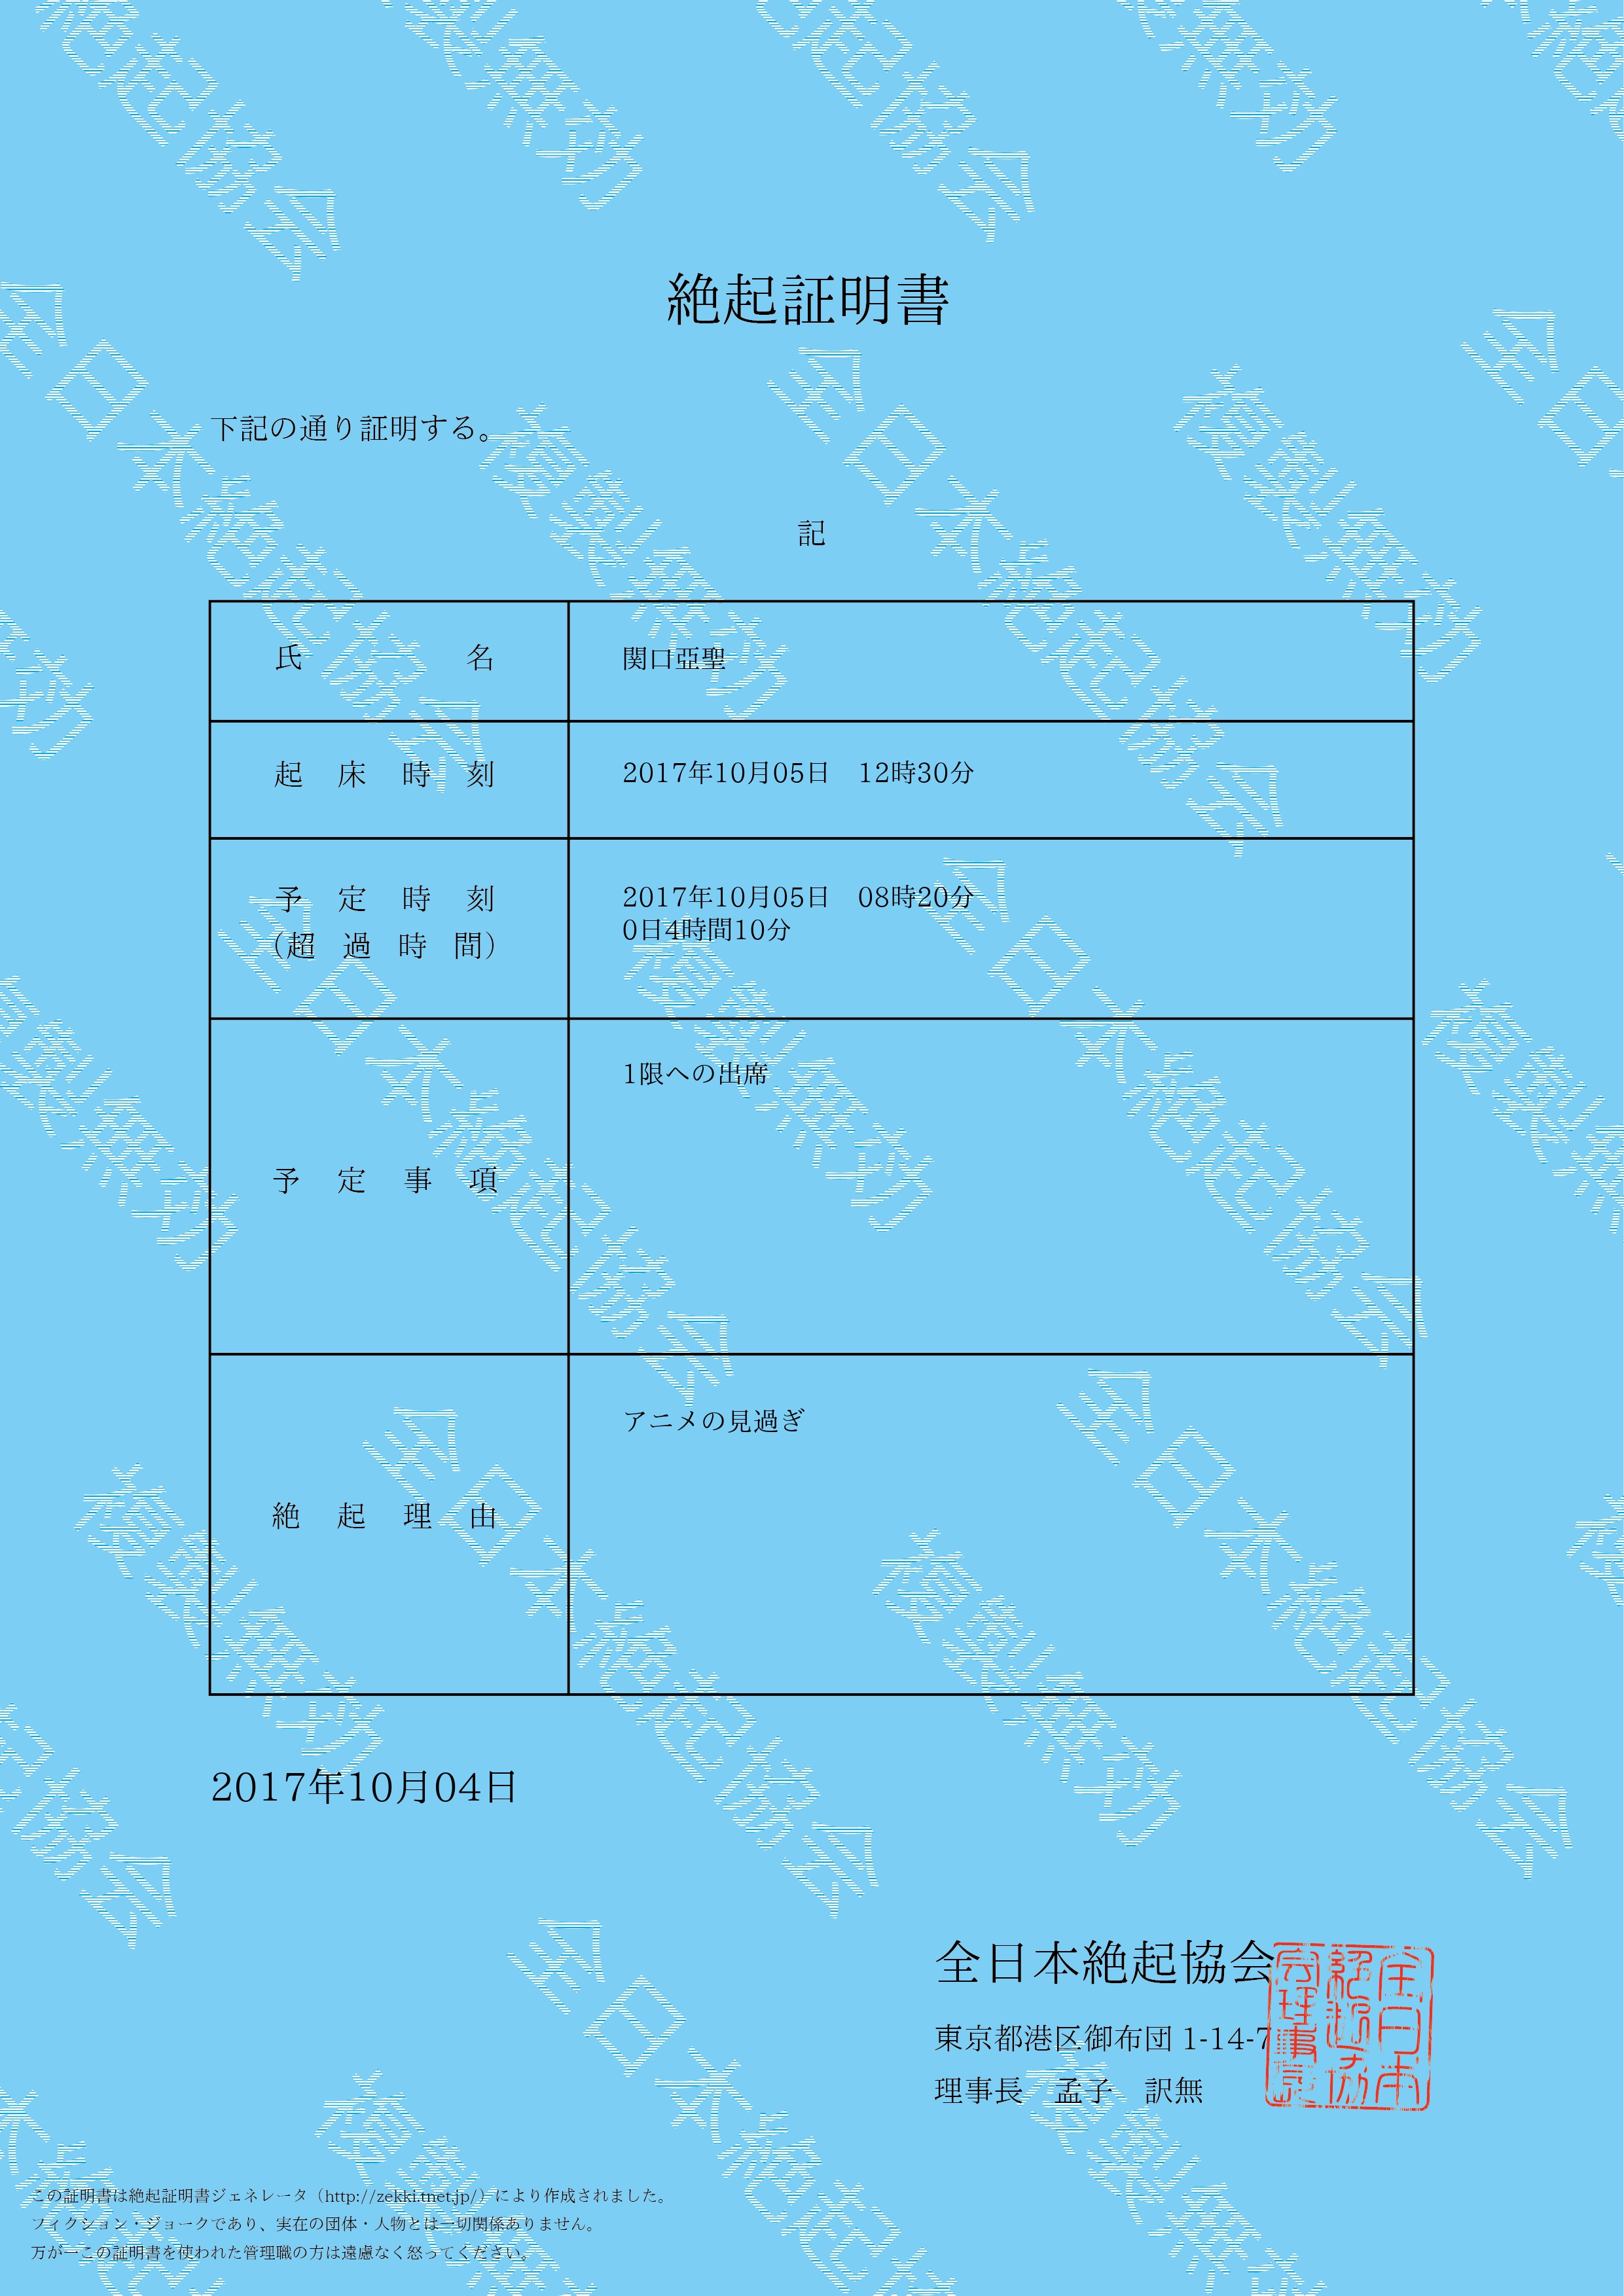 絶起証明書
下記の通り証明する。
記
氏名 関口亞聖
起床時刻 2017年10月05日 12時30分
予定時刻 2017年10月05日 08時20分
(超過時間) 0日4時間10分
予定事項 1限への出席
絶起理由 アニメの見過ぎ
2017年10月04日
全日本絶起協会
東京都港区御布団 1-14-7
理事長 孟子 訳無
全日本
絶起協
会理事長
この証明書は絶起証明書ジェネレータ(http://zekki.tnet.jp/)により作成されました。
フィクション・ジョークであり、実在の団体・人物とは一切関係ありません。
万が一この証明書を使われた管理職の方は遠慮なく怒ってください。
全日本絶起協会
複製無効